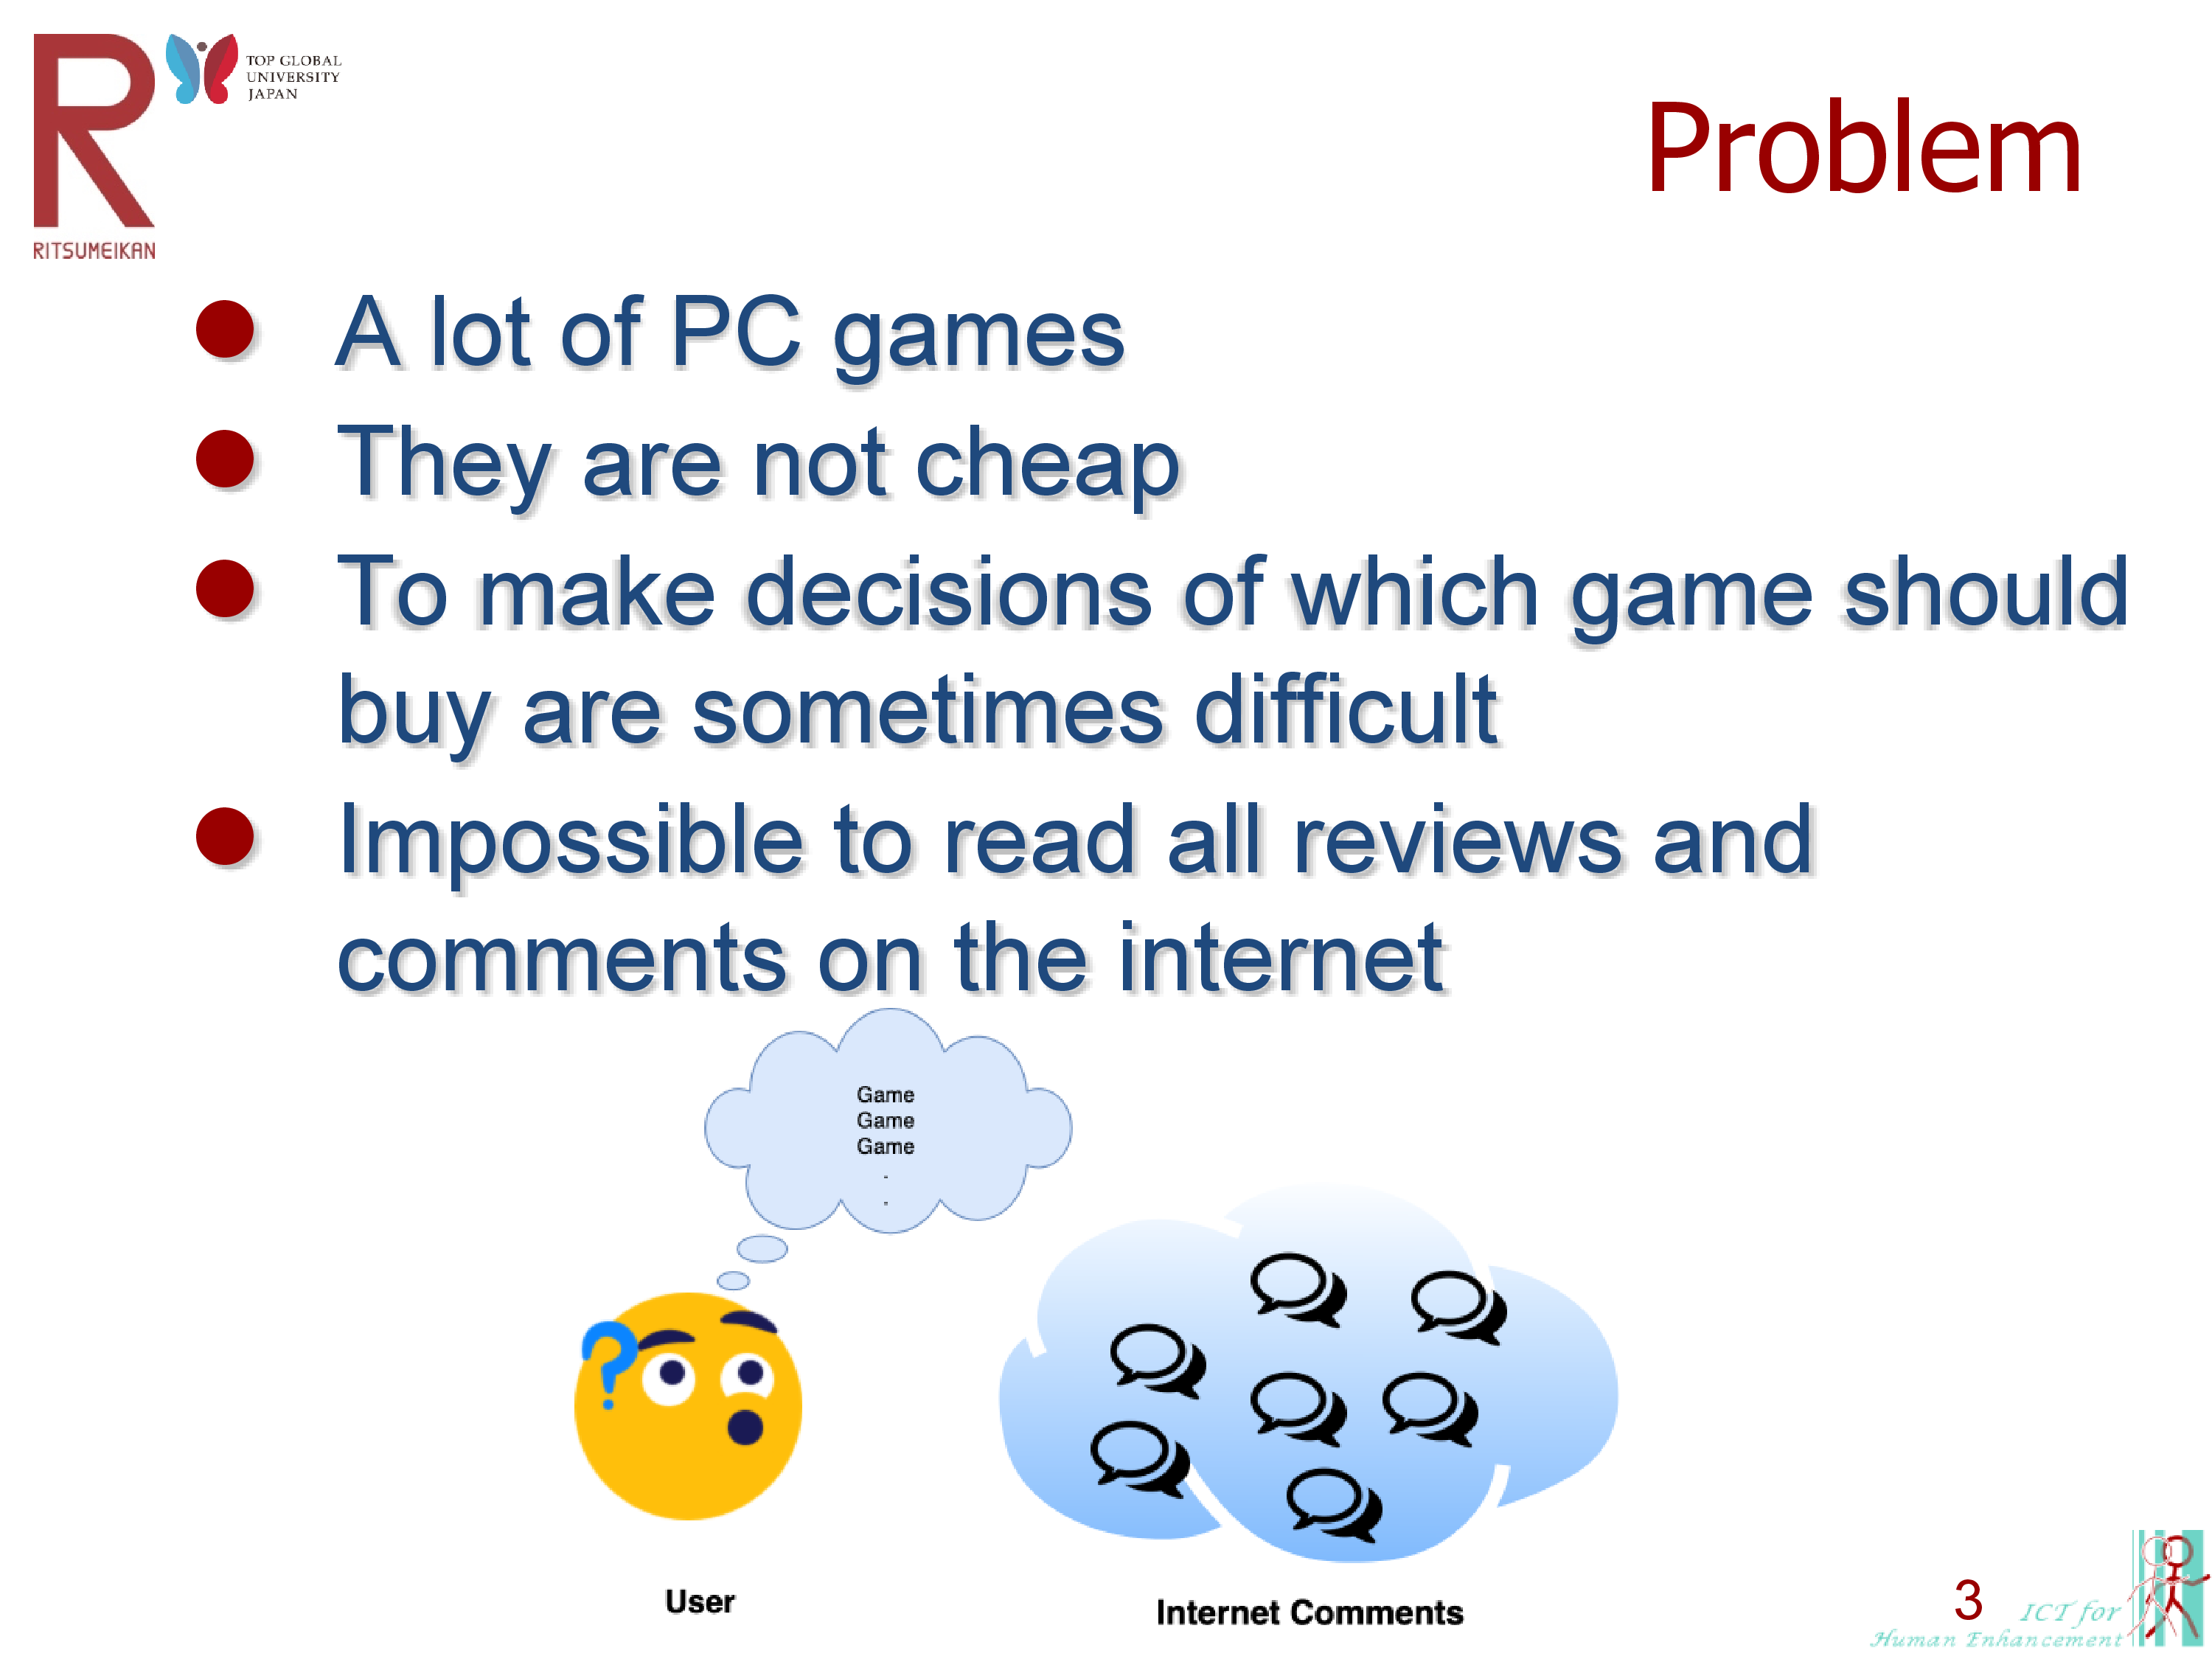 R
RITSUMEIKAN
TOP GLOBAL
UNIVERSITY
JAPAN
Problem
A lot of PC games
They are not cheap
To make decisions of which game should
buy are sometimes difficult
Impossible to read all reviews and
comments on the internet
Game
Game
Game
.
.
?
User
Internet Comments
3
ICT for
Human Enhancement